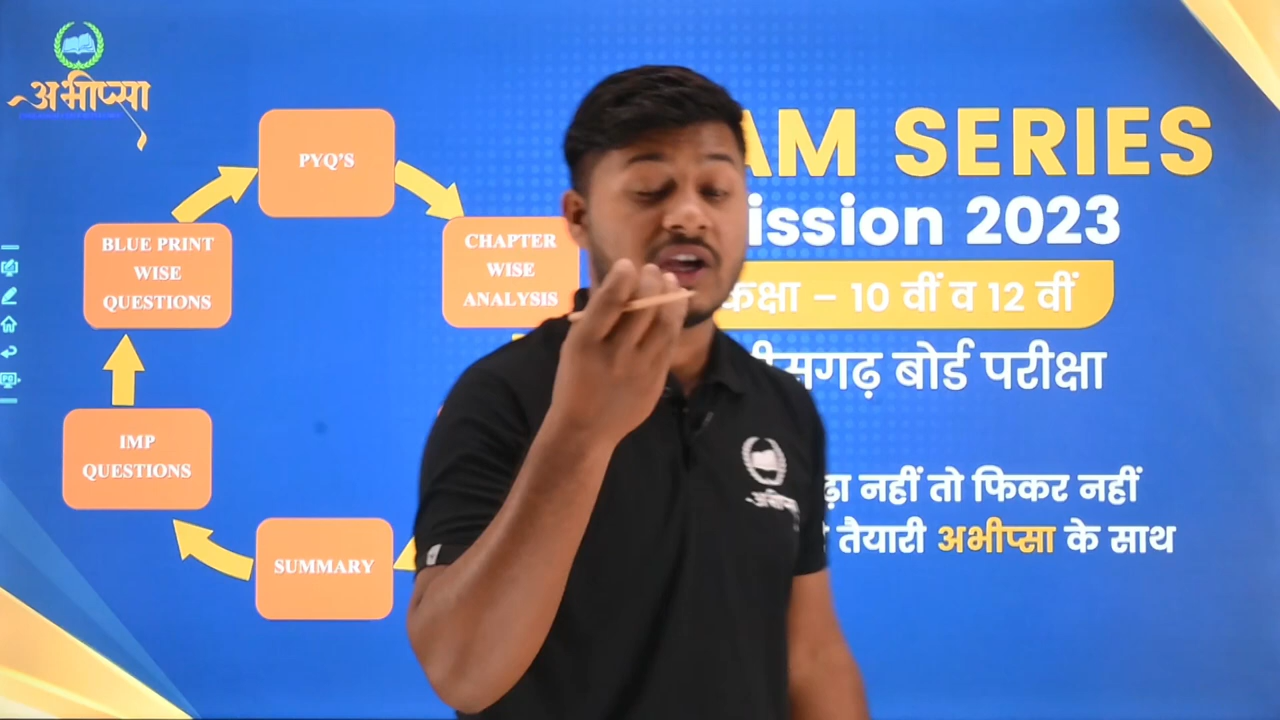 अभीप्सा
PYQ'S
BLUE PRINT
WISE
QUESTIONS
CHAPTER
WISE
ANALYSIS
IMP
QUESTIONS
SUMMARY
AM SERIES
ission 2023
कक्षा – 10 वीं व 12 वीं
सगढ़ बोर्ड परीक्षा
ढ़ा नहीं तो फिकर नहीं
तैयारी अभीप्सा के साथ
अभीप्सा